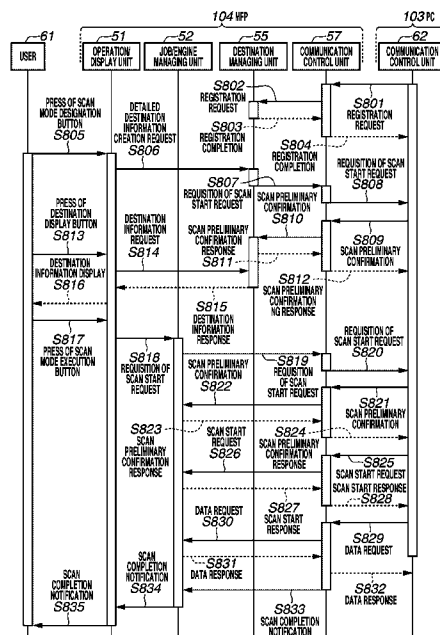 104 MFP
103 PC
61
51
52
55
57
62
USER
OPERATION/
DISPLAY UNIT
JOB/ENGINE
MANAGING UNIT
DESTINATION
MANAGING UNIT
COMMUNICATION
CONTROL UNIT
COMMUNICATION
CONTROL UNIT
S801
REGISTRATION
REQUEST
S802
REGISTRATION
REQUEST
S803
REGISTRATION
COMPLETION
S804
REGISTRATION
COMPLETION
PRESS OF SCAN
MODE DESIGNATION
BUTTON
S805
DETAILED
DESTINATION
INFORMATION
CREATION REQUEST
S806
S807
REQUISITION OF SCAN
START REQUEST
REQUISITION OF
SCAN START REQUEST
S808
S809
SCAN PRELIMINARY
CONFIRMATION
SCAN PRELIMINARY
CONFIRMATION
S810
SCAN PRELIMINARY
CONFIRMATION
RESPONSE
S811
S812
SCAN PRELIMINARY
CONFIRMATION
NG RESPONSE
PRESS OF
DESTINATION
DISPLAY BUTTON
S813
DESTINATION
INFORMATION
REQUEST
S814
S815
DESTINATION
INFORMATION
RESPONSE
DESTINATION
INFORMATION DISPLAY
S816
S817
PRESS OF SCAN
MODE EXECUTION
BUTTON
S818
REQUISITION OF
SCAN START
REQUEST
S819
REQUISITION OF
SCAN START
REQUEST
REQUISITION OF
SCAN START REQUEST
S820
S821
SCAN PRELIMINARY
CONFIRMATION
SCAN PRELIMINARY
CONFIRMATION
S822
S823
SCAN
PRELIMINARY
CONFIRMATION
RESPONSE
S824
SCAN PRELIMINARY
CONFIRMATION
RESPONSE
S825
SCAN START REQUEST
SCAN START
REQUEST
S826
S827
SCAN START
RESPONSE
SCAN START RESPONSE
S828
S829
DATA REQUEST
DATA REQUEST
S830
S831
DATA RESPONSE
S832
DATA RESPONSE
S833
SCAN COMPLETION
NOTIFICATION
SCAN
COMPLETION
NOTIFICATION
S834
SCAN
COMPLETION
NOTIFICATION
S835